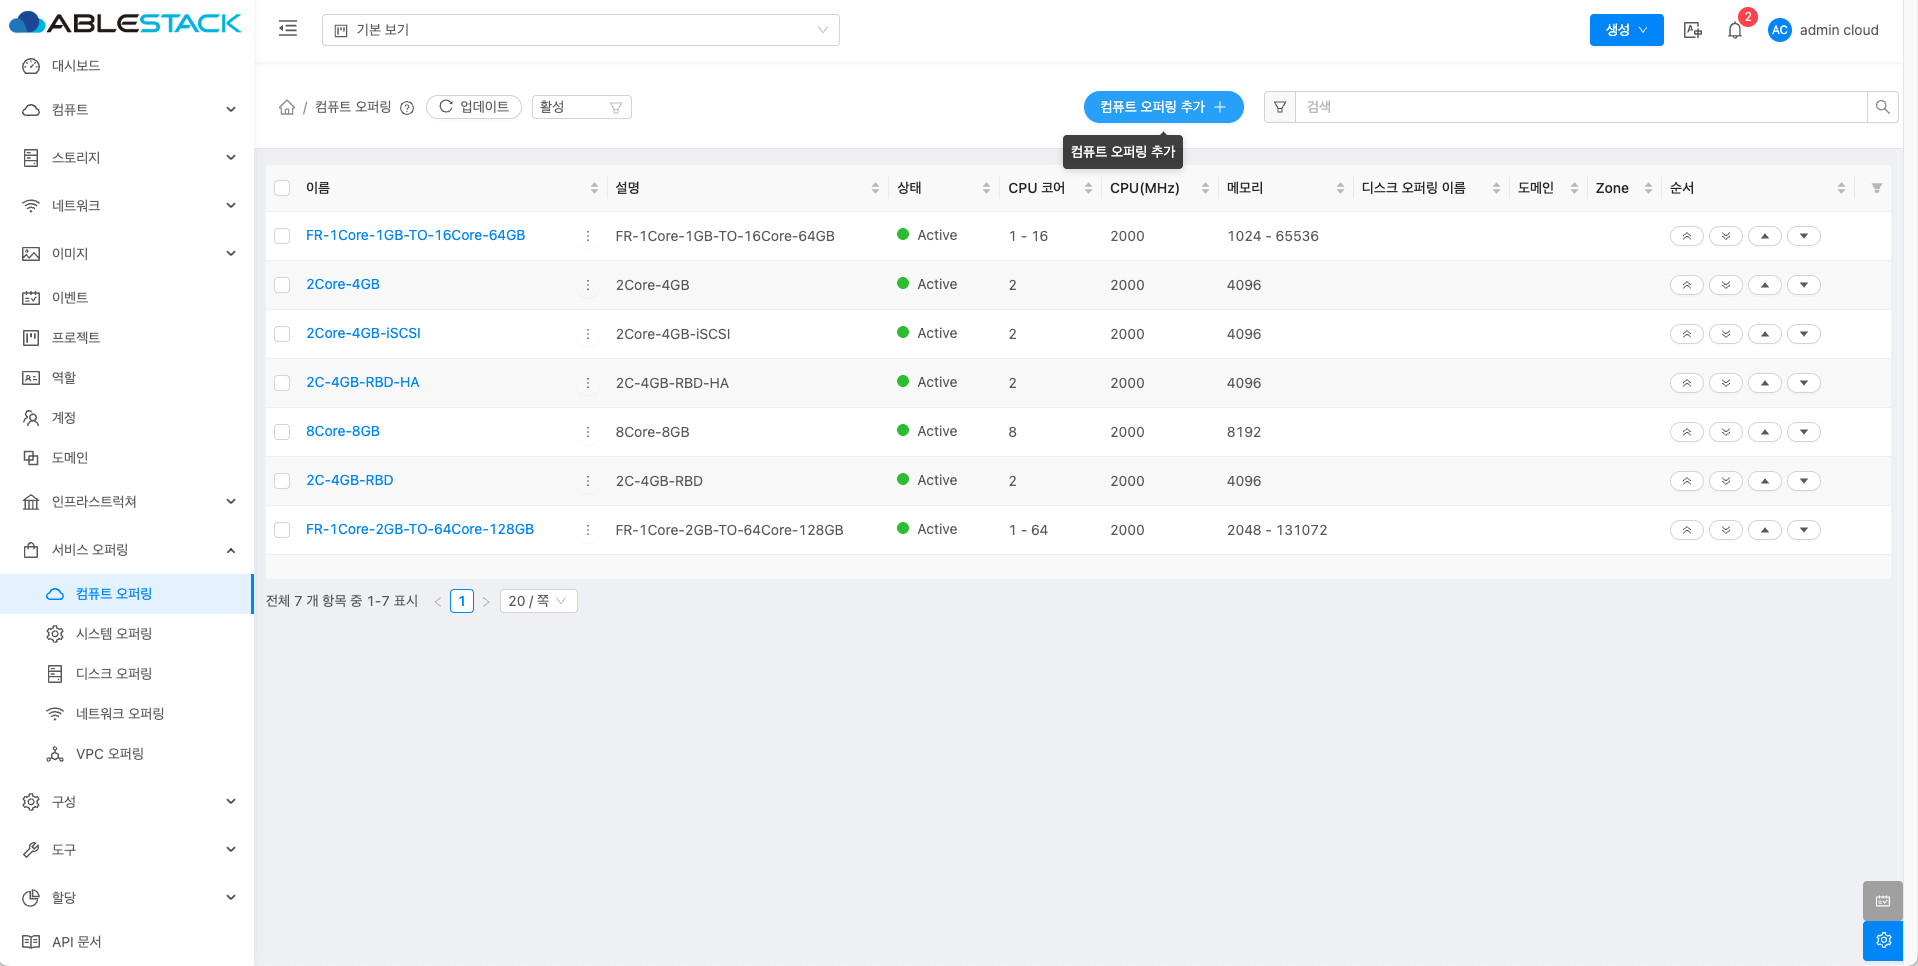 ABLESTACK
기본 보기
생성
2
AC
admin cloud
대시보드
컴퓨트
스토리지
네트워크
이미지
이벤트
프로젝트
역할
계정
도메인
인프라스트럭쳐
서비스 오퍼링
컴퓨트 오퍼링
시스템 오퍼링
디스크 오퍼링
네트워크 오퍼링
VPC 오퍼링
구성
도구
할당
API 문서
/ 컴퓨트 오퍼링 업데이트 활성 컴퓨트 오퍼링 추가 검색
컴퓨트 오퍼링 추가
이름 설명 상태 CPU 코어 CPU(MHz) 메모리 디스크 오퍼링 이름 도메인 Zone 순서
FR-1Core-1GB-TO-16Core-64GB FR-1Core-1GB-TO-16Core-64GB Active 1 - 16 2000 1024 - 65536
2Core-4GB 2Core-4GB Active 2 2000 4096
2Core-4GB-iSCSI 2Core-4GB-iSCSI Active 2 2000 4096
2C-4GB-RBD-HA 2C-4GB-RBD-HA Active 2 2000 4096
8Core-8GB 8Core-8GB Active 8 2000 8192
2C-4GB-RBD 2C-4GB-RBD Active 2 2000 4096
FR-1Core-2GB-TO-64Core-128GB FR-1Core-2GB-TO-64Core-128GB Active 1 - 64 2000 2048 - 131072
전체 7 개 항목 중 1-7 표시 < 1 > 20 / 쪽